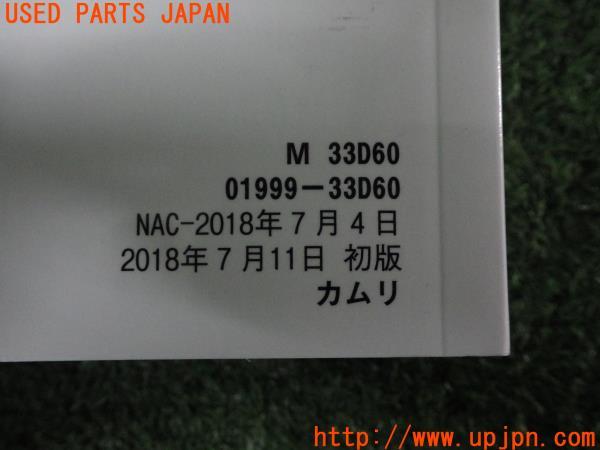 USED PARTS JAPAN
M 33D60
01999-33D60
NAC-2018年7月4日
2018年7月11日 初版
カムリ
http://www.upjpn.com/